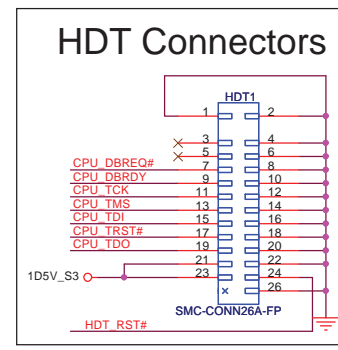 HDT Connectors
HDT1
1 2
3 4
5 6
CPU_DBREQ# 7 8
CPU_DBRDY 9 10
CPU_TCK 11 12
CPU_TMS 13 14
CPU_TDI 15 16
CPU_TRST# 17 18
CPU_TDO 19 20
21 22
1D5V_S3 23 24
26
SMC-CONN26A-FP
HDT_RST#